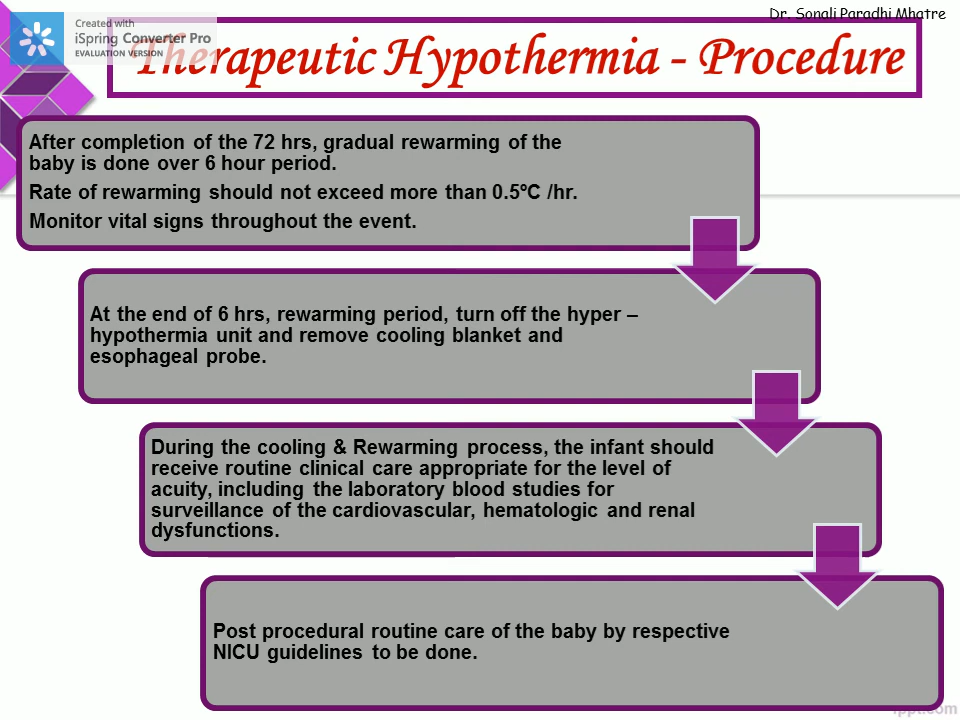 Dr. Sonali Paradhi Mhatre
Created with
iSpring Converter Pro
EVALUATION VERSION
Therapeutic Hypothermia - Procedure
After completion of the 72 hrs, gradual rewarming of the
baby is done over 6 hour period.
Rate of rewarming should not exceed more than 0.5ºC /hr.
Monitor vital signs throughout the event.
At the end of 6 hrs, rewarming period, turn off the hyper –
hypothermia unit and remove cooling blanket and
esophageal probe.
During the cooling & Rewarming process, the infant should
receive routine clinical care appropriate for the level of
acuity, including the laboratory blood studies for
surveillance of the cardiovascular, hematologic and renal
dysfunctions.
Post procedural routine care of the baby by respective
NICU guidelines to be done.